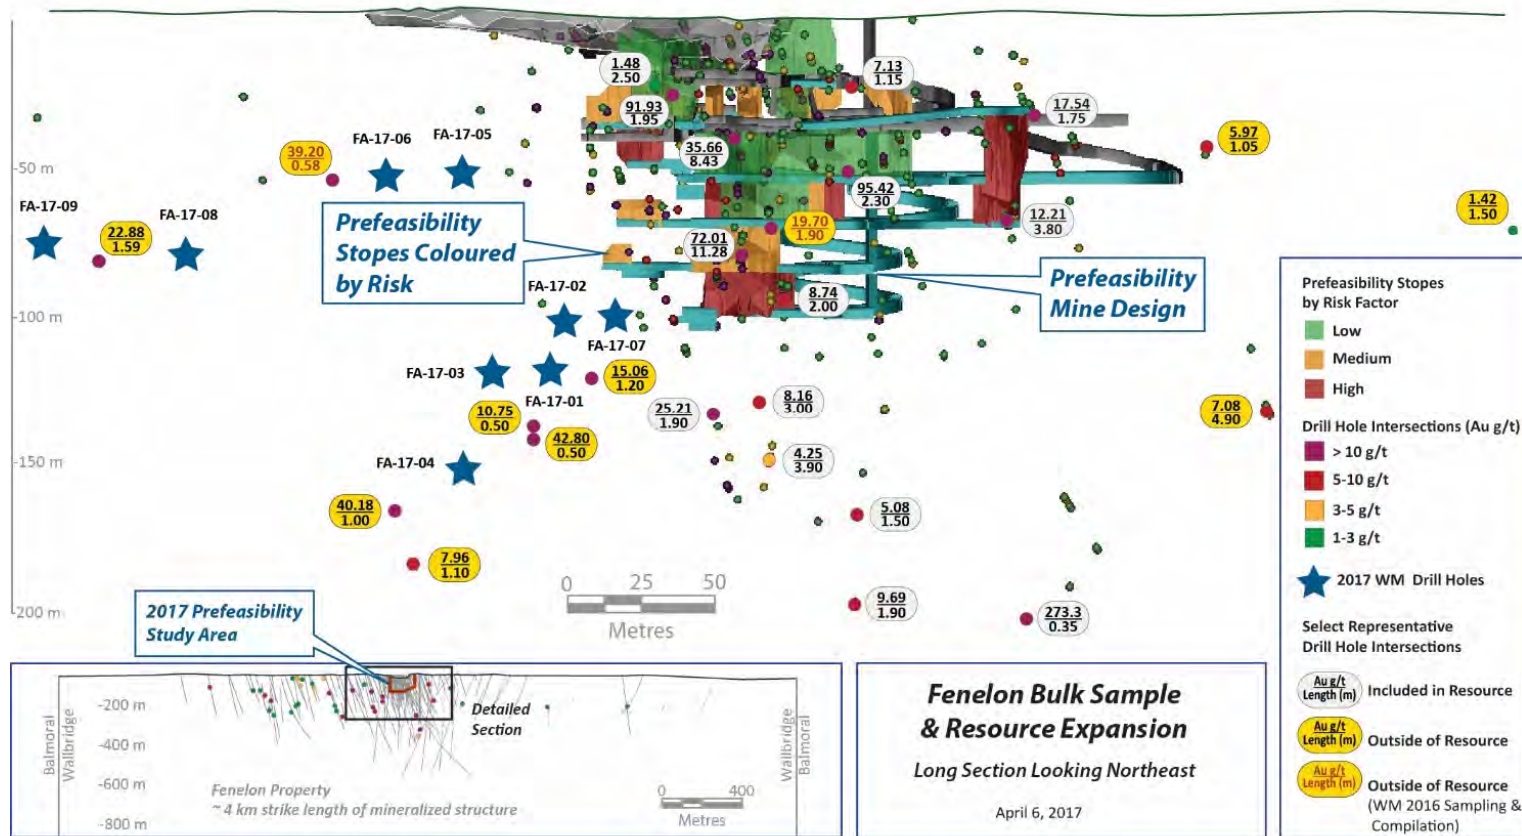 1.48
2.50
7.13
1.15
91.93
1.95
17.54
1.75
35.66
8.43
5.97
1.05
-50 m
39.20
0.58
FA-17-06
FA-17-05
95.42
2.30
FA-17-09
22.88
1.59
FA-17-08
Prefeasibility
Stopes Coloured
by Risk
19.70
1.90
72.01
11.28
12.21
3.80
1.42
1.50
Prefeasibility
Mine Design
8.74
2.00
-100 m
FA-17-02
FA-17-07
FA-17-03
FA-17-01
15.06
1.20
10.75
0.50
42.80
0.50
25.21
1.90
8.16
3.00
7.08
4.90
-150 m
FA-17-04
4.25
3.90
40.18
1.00
5.08
1.50
7.96
1.10
9.69
1.90
273.3
0.35
-200 m
0 25 50
Metres
2017 Prefeasibility
Study Area
Prefeasibility Stopes
by Risk Factor
Low
Medium
High
Drill Hole Intersections (Au g/t)
> 10 g/t
5-10 g/t
3-5 g/t
1-3 g/t
2017 WM Drill Holes
Select Representative
Drill Hole Intersections
Au g/t
Length (m)
Included in Resource
Au g/t
Length (m)
Outside of Resource
Au g/t
Length (m)
Outside of Resource
(WM 2016 Sampling &
Compilation)
Balmoral
Wallbridge
-200 m
-400 m
-600 m
-800 m
Detailed
Section
Fenelon Property
~ 4 km strike length of mineralized structure
0 400
Metres
Wallbridge
Balmoral
Fenelon Bulk Sample
& Resource Expansion
Long Section Looking Northeast
April 6, 2017